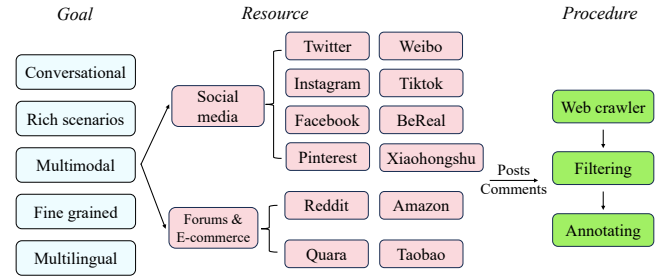 Goal
Resource
Procedure
Conversational
Rich scenarios
Multimodal
Fine grained
Multilingual
Social
media
Forums &
E-commerce
Twitter
Weibo
Instagram
Tiktok
Facebook
BeReal
Pinterest
Xiaohongshu
Reddit
Amazon
Quara
Taobao
Posts
Comments
Web crawler
Filtering
Annotating